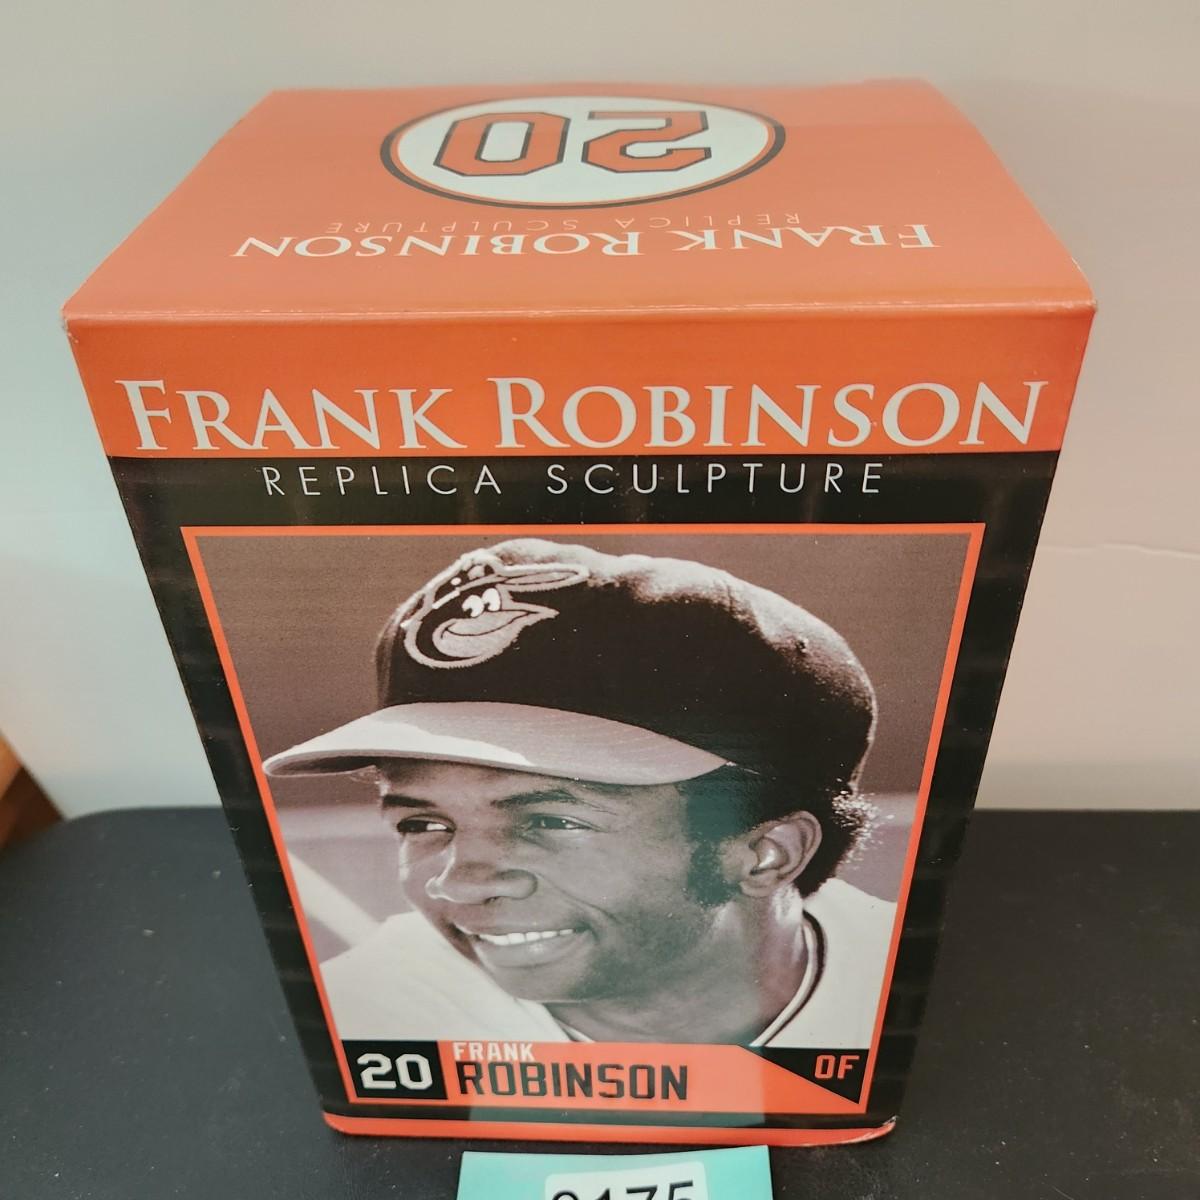 20
FRANK ROBINSON
REPLICA SCULPTURE
FRANK ROBINSON
REPLICA SCULPTURE
20 FRANK
ROBINSON
OF